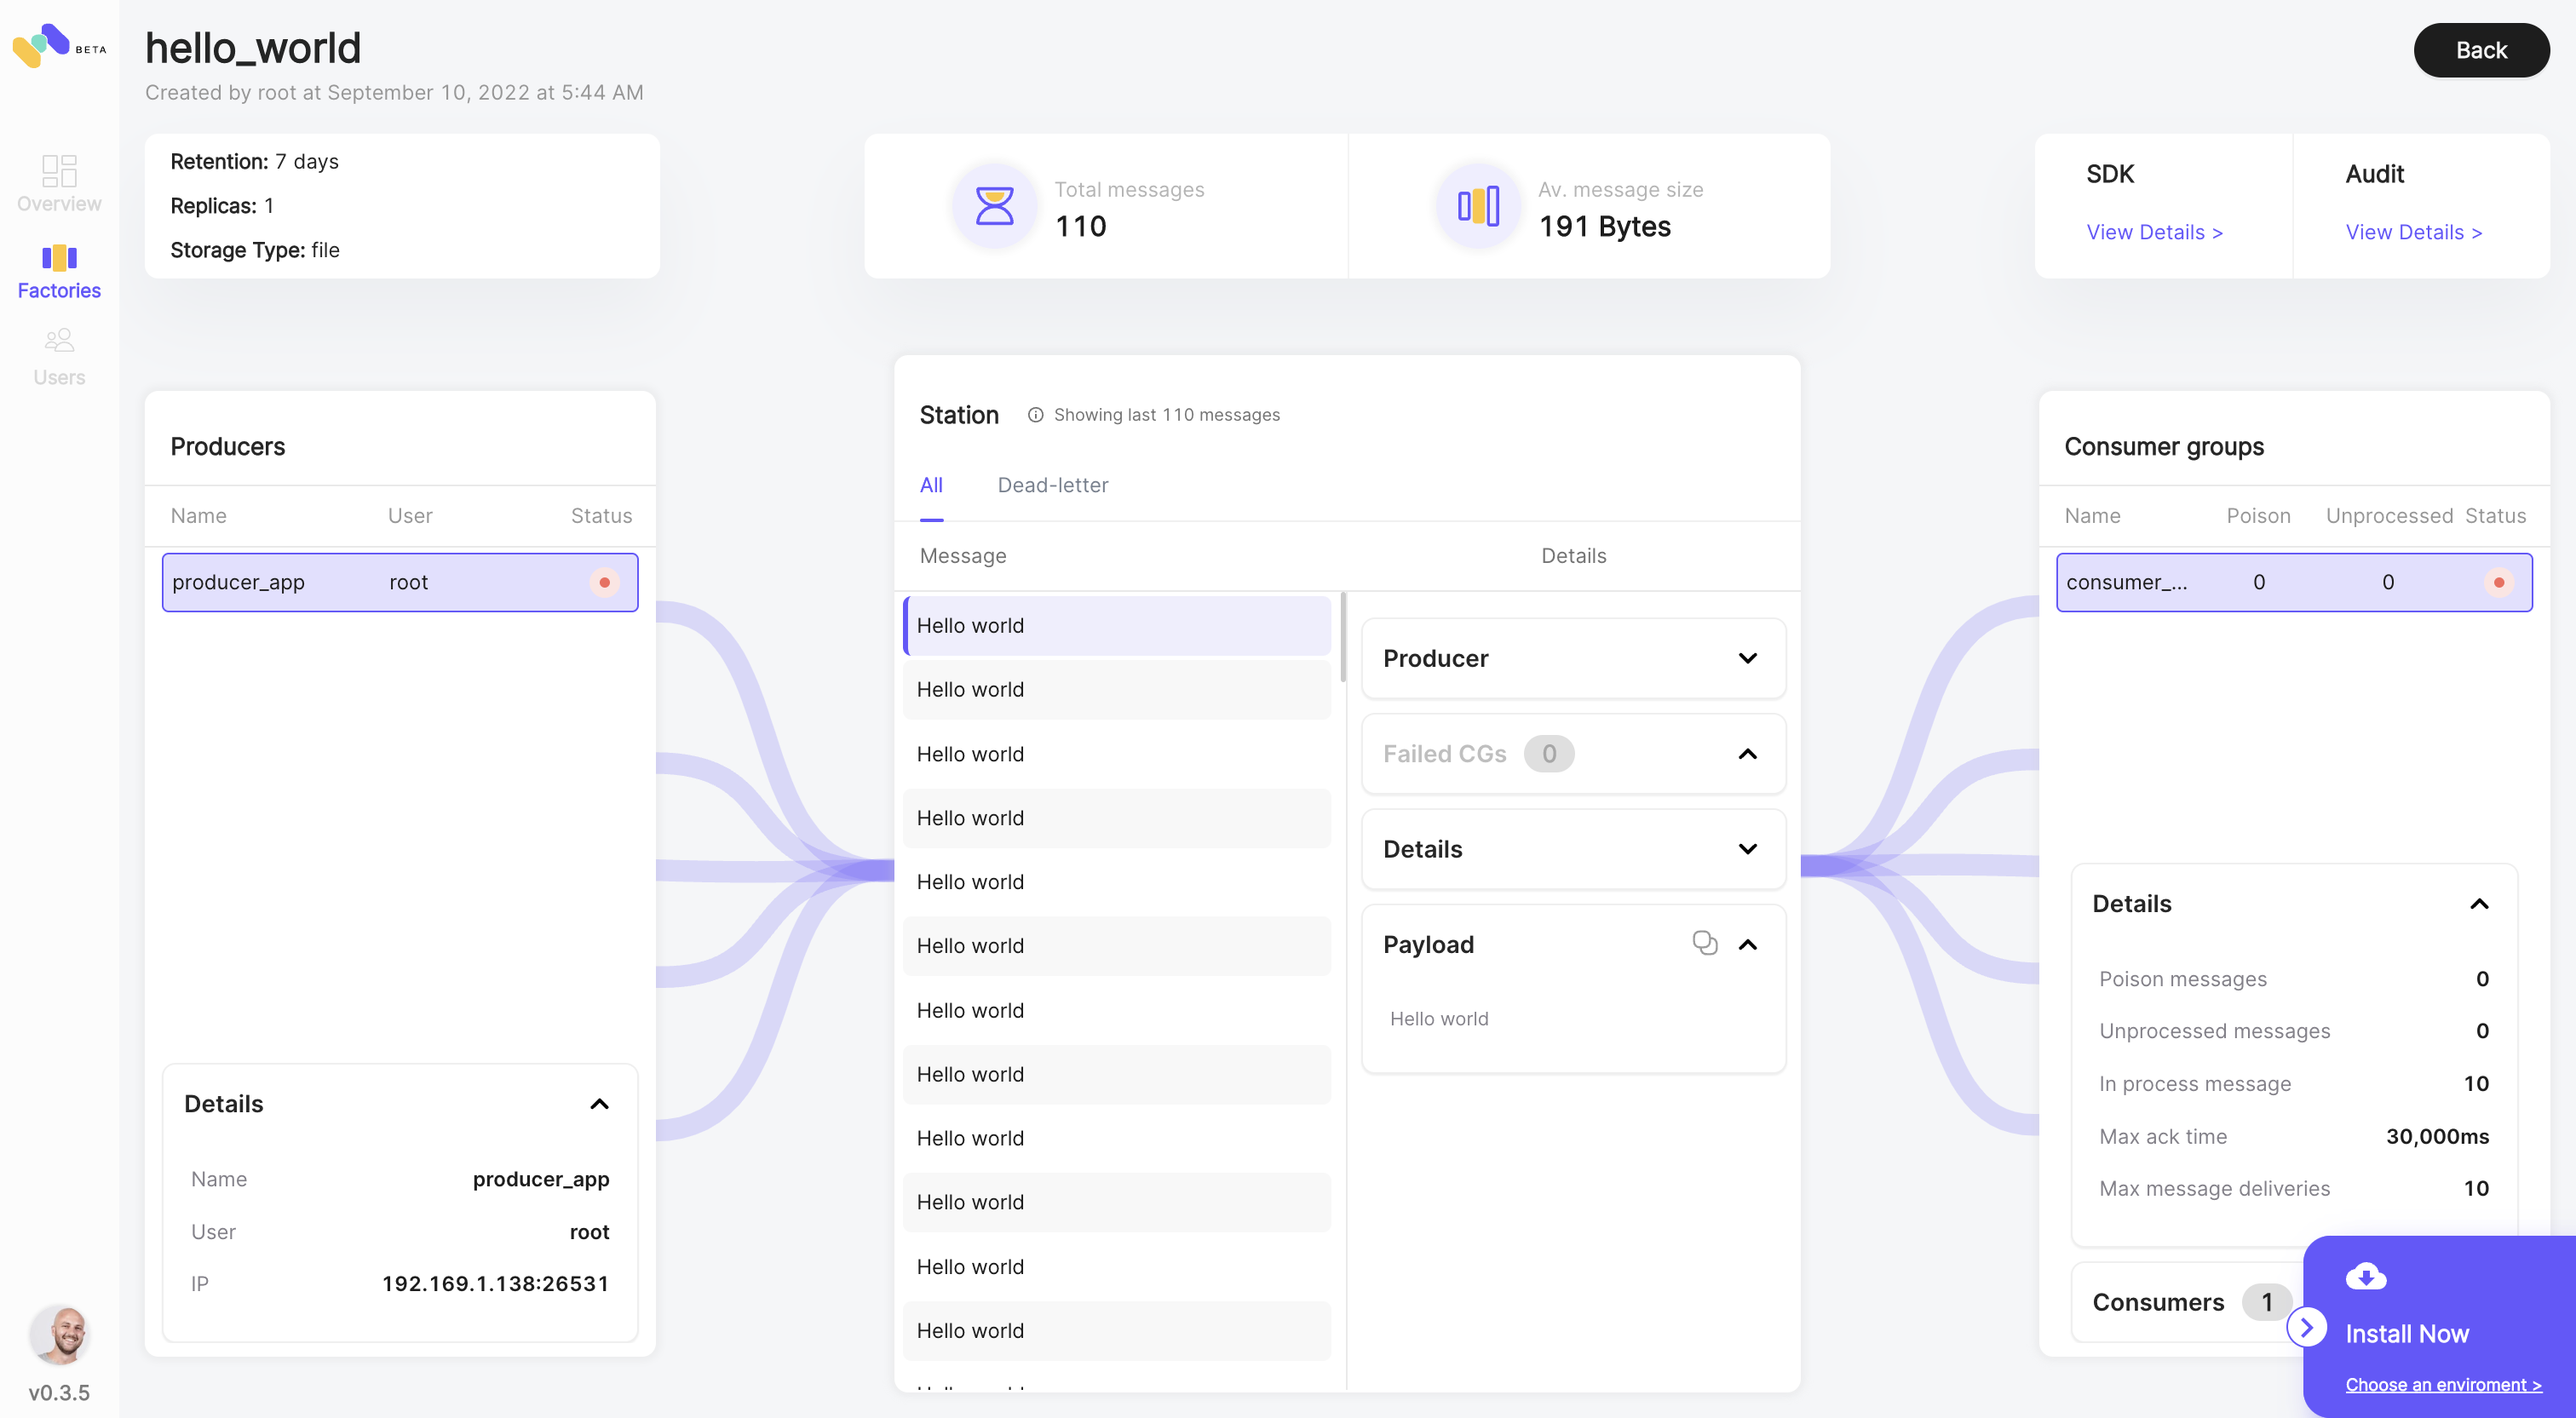 BETA
hello_world
Created by root at September 10, 2022 at 5:44 AM
Back
Overview
Factories
Users
v0.3.5
Retention: 7 days
Replicas: 1
Storage Type: file
Total messages
110
Av. message size
191 Bytes
SDK
View Details >
Audit
View Details >
Producers
Name User Status
producer_app root
Details
Name producer_app
User root
IP 192.169.1.138:26531
Station Showing last 110 messages
All Dead-letter
Message Details
Hello world
Hello world
Hello world
Hello world
Hello world
Hello world
Hello world
Hello world
Hello world
Hello world
Hello world
Hello world
Producer
Failed CGs 0
Details
Payload
Hello world
Consumer groups
Name Poison Unprocessed Status
consumer_... 0 0
Details
Poison messages 0
Unprocessed messages 0
In process message 10
Max ack time 30,000ms
Max message deliveries 10
Consumers 1
Install Now
Choose an enviroment >